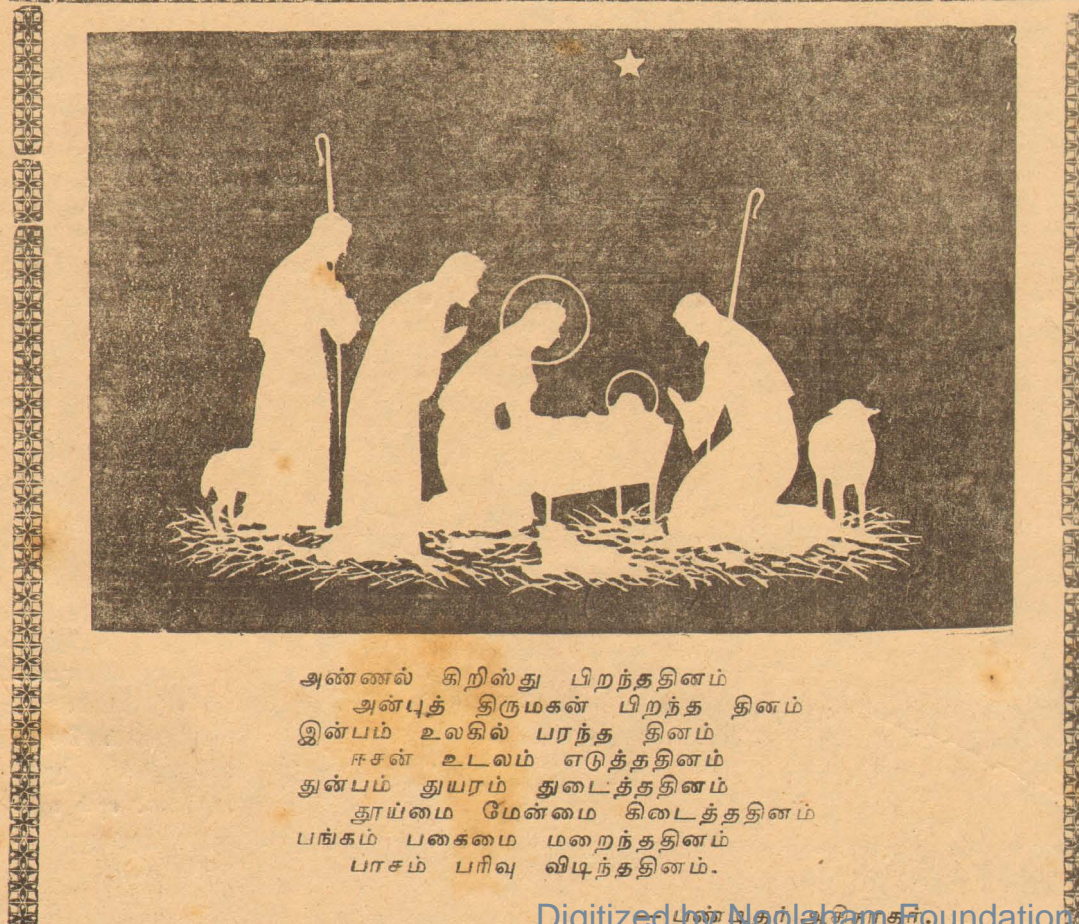 அண்ணல் கிறிஸ்து பிறந்ததினம்
அன்புத் திருமகன் பிறந்த தினம்
இன்பம் உலகில் பரந்த தினம்
ஈசன் உடலம் எடுத்ததினம்
துன்பம் துயரம் துடைத்ததினம்
தூய்மை மேன்மை கிடைத்ததினம்
பங்கம் பகைமை மறைந்ததினம்
பாசம் பரிவு விடிந்ததினம்.
— பண்டிதர்
Digitized by Noolaham Foundation